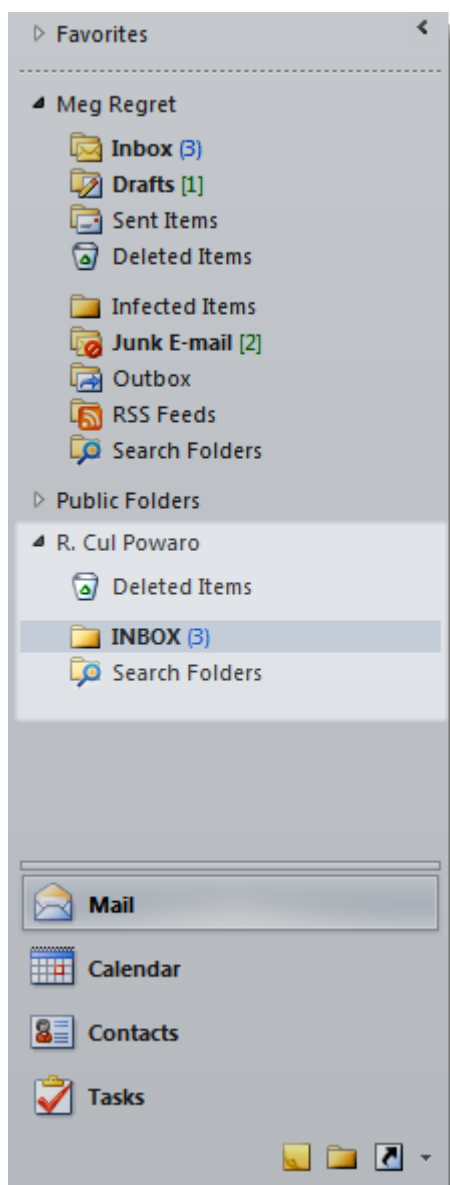 Favorites
Meg Regret
Inbox (3)
Drafts [1]
Sent Items
Deleted Items
Infected Items
Junk E-mail [2]
Outbox
RSS Feeds
Search Folders
Public Folders
R. Cul Powaro
Deleted Items
INBOX (3)
Search Folders
Mail
Calendar
Contacts
Tasks